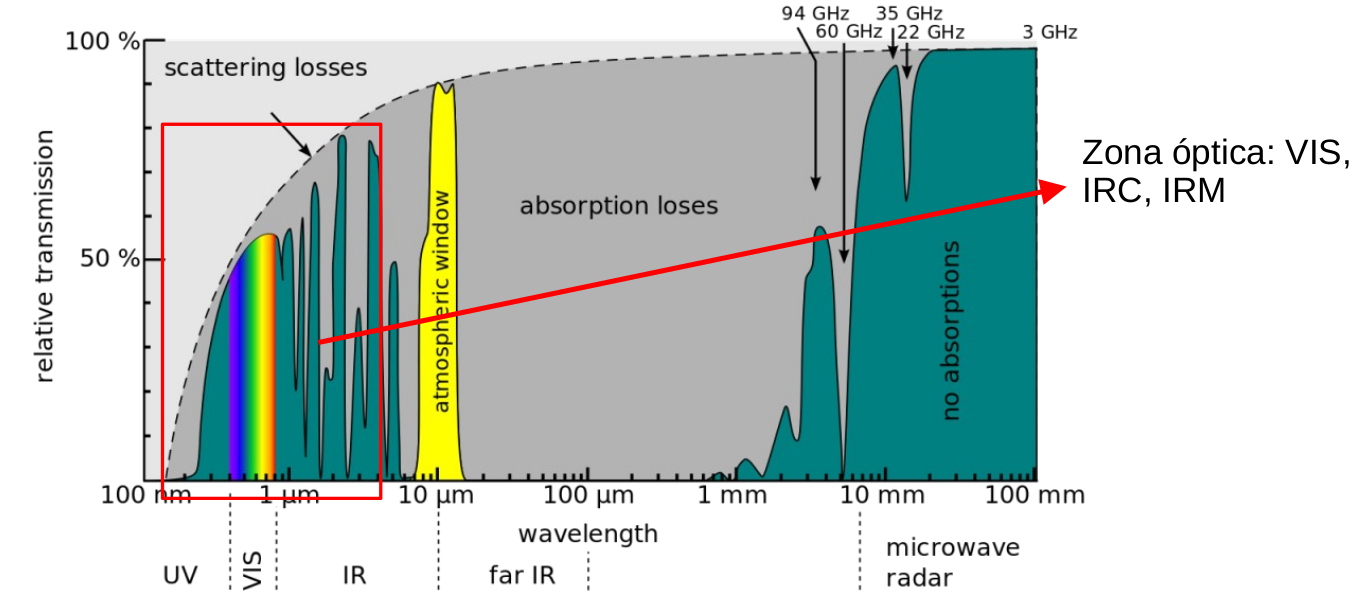 94 GHz
35 GHz
60 GHz
22 GHz
3 GHz
100 %
scattering losses
Zona óptica: VIS,
IRC, IRM
relative transmission
absorption loses
atmospheric window
50 %
no absorptions
100 nm
1 µm
10 µm
100 µm
1 mm
10 mm
100 mm
wavelength
UV
VIS
IR
far IR
microwave
radar